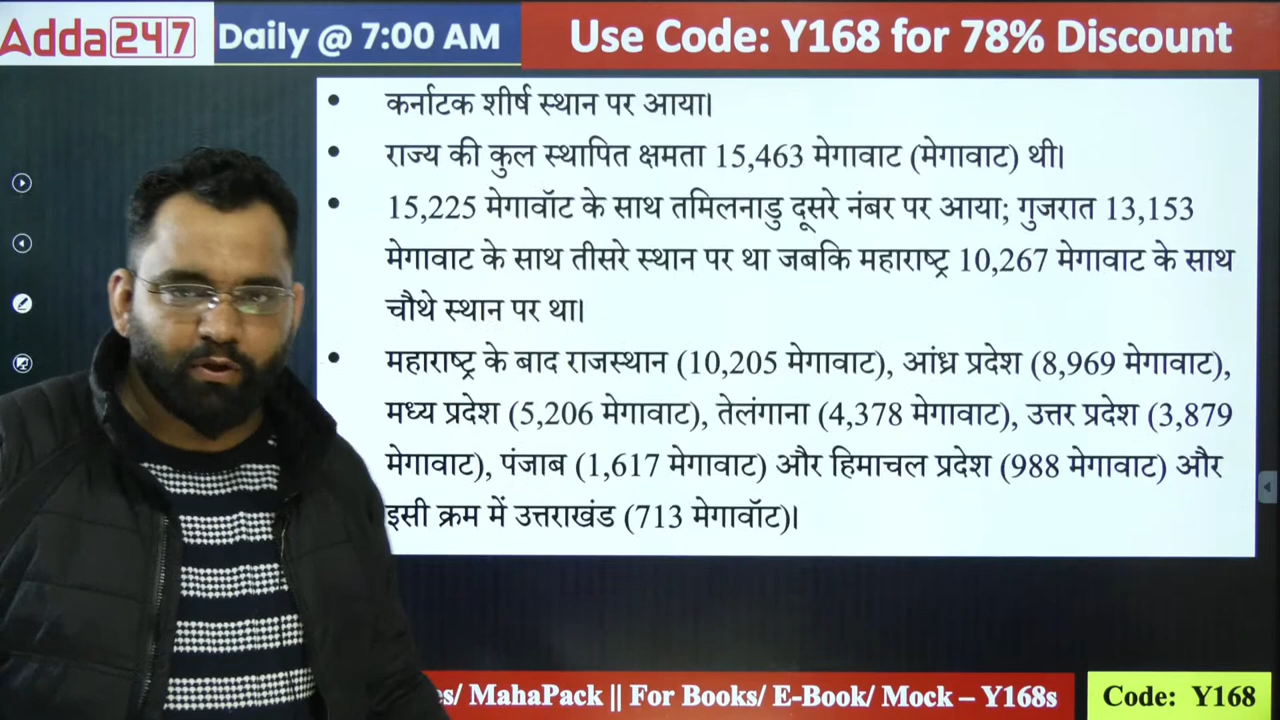 Adda247 Daily @ 7:00 AM Use Code: Y168 for 78% Discount
• कर्नाटक शीर्ष स्थान पर आया।
• राज्य की कुल स्थापित क्षमता 15,463 मेगावाट (मेगावाट) थी।
• 15,225 मेगावॉट के साथ तमिलनाडु दूसरे नंबर पर आया; गुजरात 13,153
मेगावाट के साथ तीसरे स्थान पर था जबकि महाराष्ट्र 10,267 मेगावाट के साथ
चौथे स्थान पर था।
• महाराष्ट्र के बाद राजस्थान (10,205 मेगावाट), आंध्र प्रदेश (8,969 मेगावाट),
मध्य प्रदेश (5,206 मेगावाट), तेलंगाना (4,378 मेगावाट), उत्तर प्रदेश (3,879
मेगावाट), पंजाब (1,617 मेगावाट) और हिमाचल प्रदेश (988 मेगावाट) और
इसी क्रम में उत्तराखंड (713 मेगावॉट)।
/ MahaPack || For Books/ E-Book/ Mock – Y168s Code: Y168